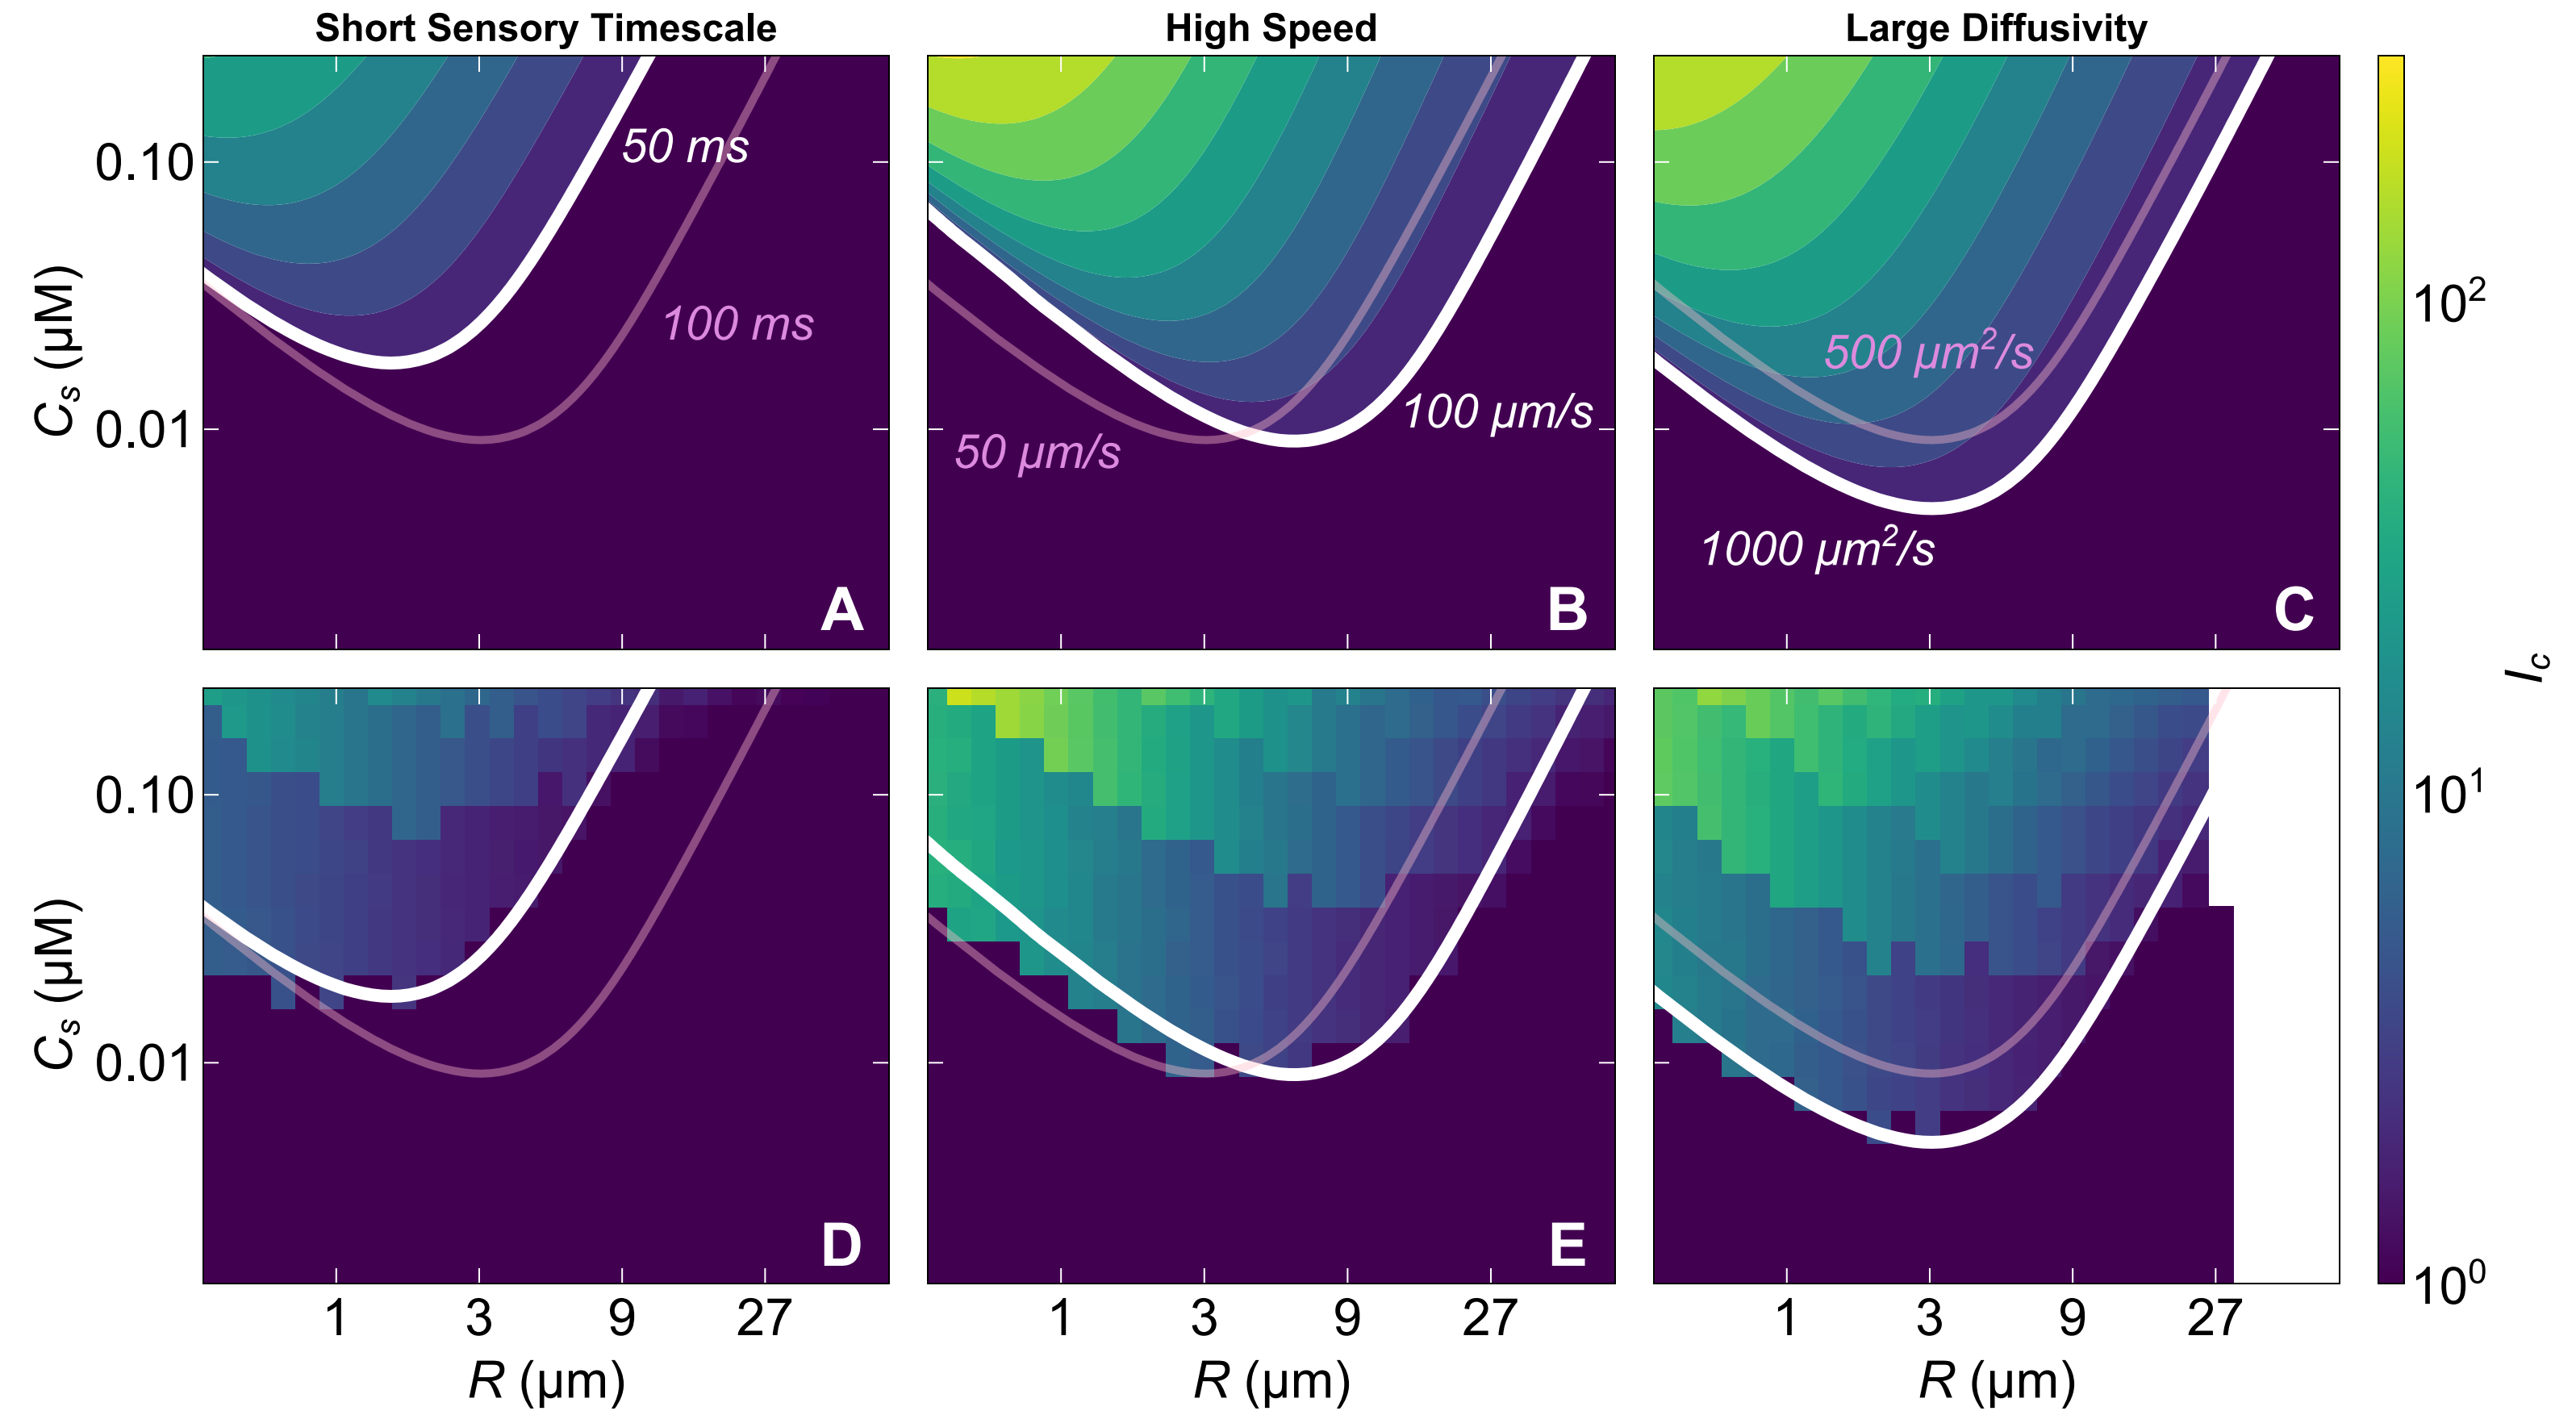 Short Sensory Timescale
High Speed
Large Diffusivity
0.10
0.01
C_s (μM)
50 ms
100 ms
A
100 μm/s
50 μm/s
B
500 μm²/s
1000 μm²/s
C
10²
10¹
10⁰
I_c
0.10
0.01
C_s (μM)
D
E
1 3 9 27
1 3 9 27
1 3 9 27
R (μm)
R (μm)
R (μm)